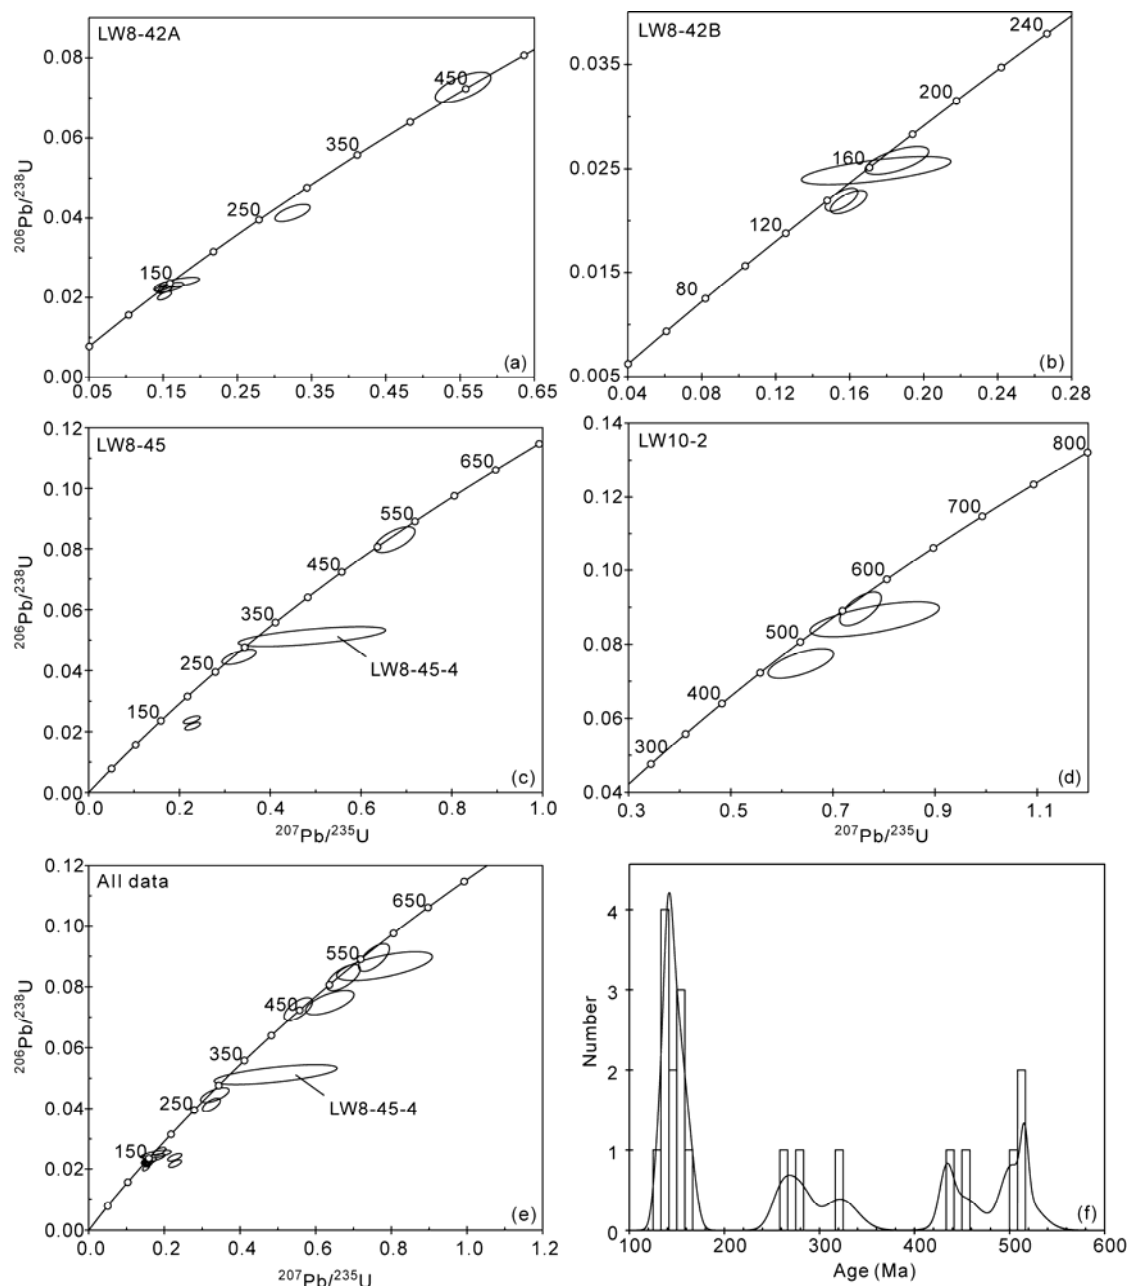 LW8-42A
0.08
0.06
0.04
0.02
0.00
206Pb/238U
450
350
250
150
(a)
0.05 0.15 0.25 0.35 0.45 0.55 0.65
LW8-42B
0.035
0.025
0.015
0.005
240
200
160
120
80
(b)
0.04 0.08 0.12 0.16 0.20 0.24 0.28
LW8-45
0.12
0.10
0.08
0.06
0.04
0.02
0.00
206Pb/238U
650
550
450
350
250
150
LW8-45-4
(c)
0.0 0.2 0.4 0.6 0.8 1.0
207Pb/235U
LW10-2
0.14
0.12
0.10
0.08
0.06
0.04
800
700
600
500
400
300
(d)
0.3 0.5 0.7 0.9 1.1
207Pb/235U
All data
0.12
0.10
0.08
0.06
0.04
0.02
0.00
206Pb/238U
650
550
450
350
250
150
LW8-45-4
(e)
0.0 0.2 0.4 0.6 0.8 1.0 1.2
207Pb/235U
4
3
2
1
0
Number
(f)
100 200 300 400 500 600
Age (Ma)